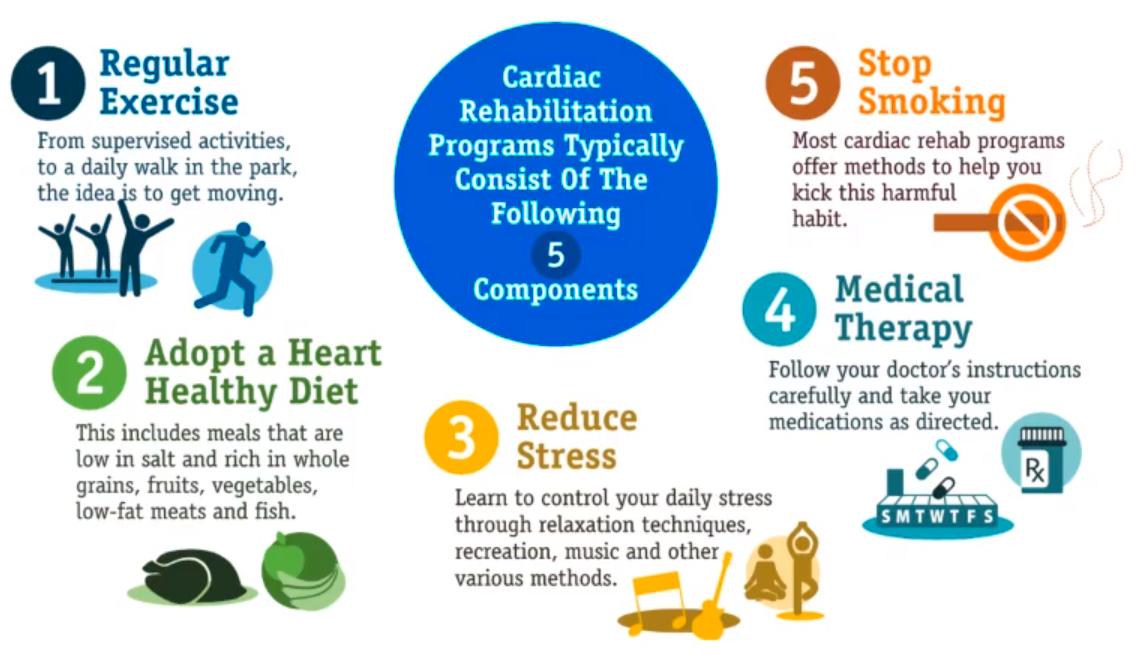 Cardiac
Rehabilitation
Programs Typically
Consist Of The
Following
5
Components
1
Regular
Exercise
From supervised activities,
to a daily walk in the park,
the idea is to get moving.
2
Adopt a Heart
Healthy Diet
This includes meals that are
low in salt and rich in whole
grains, fruits, vegetables,
low-fat meats and fish.
3
Reduce
Stress
Learn to control your daily stress
through relaxation techniques,
recreation, music and other
various methods.
4
Medical
Therapy
Follow your doctor's instructions
carefully and take your
medications as directed.
Rx
S M T W T F S
5
Stop
Smoking
Most cardiac rehab programs
offer methods to help you
kick this harmful
habit.